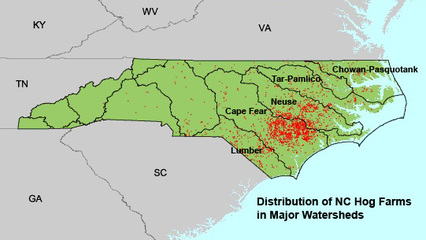 WV
KY
VA
Chowan-Pasquotank
Tar-Pamlico
TN
Neuse
Cape Fear
Lumber
SC
GA
Distribution of NC Hog Farms
in Major Watersheds